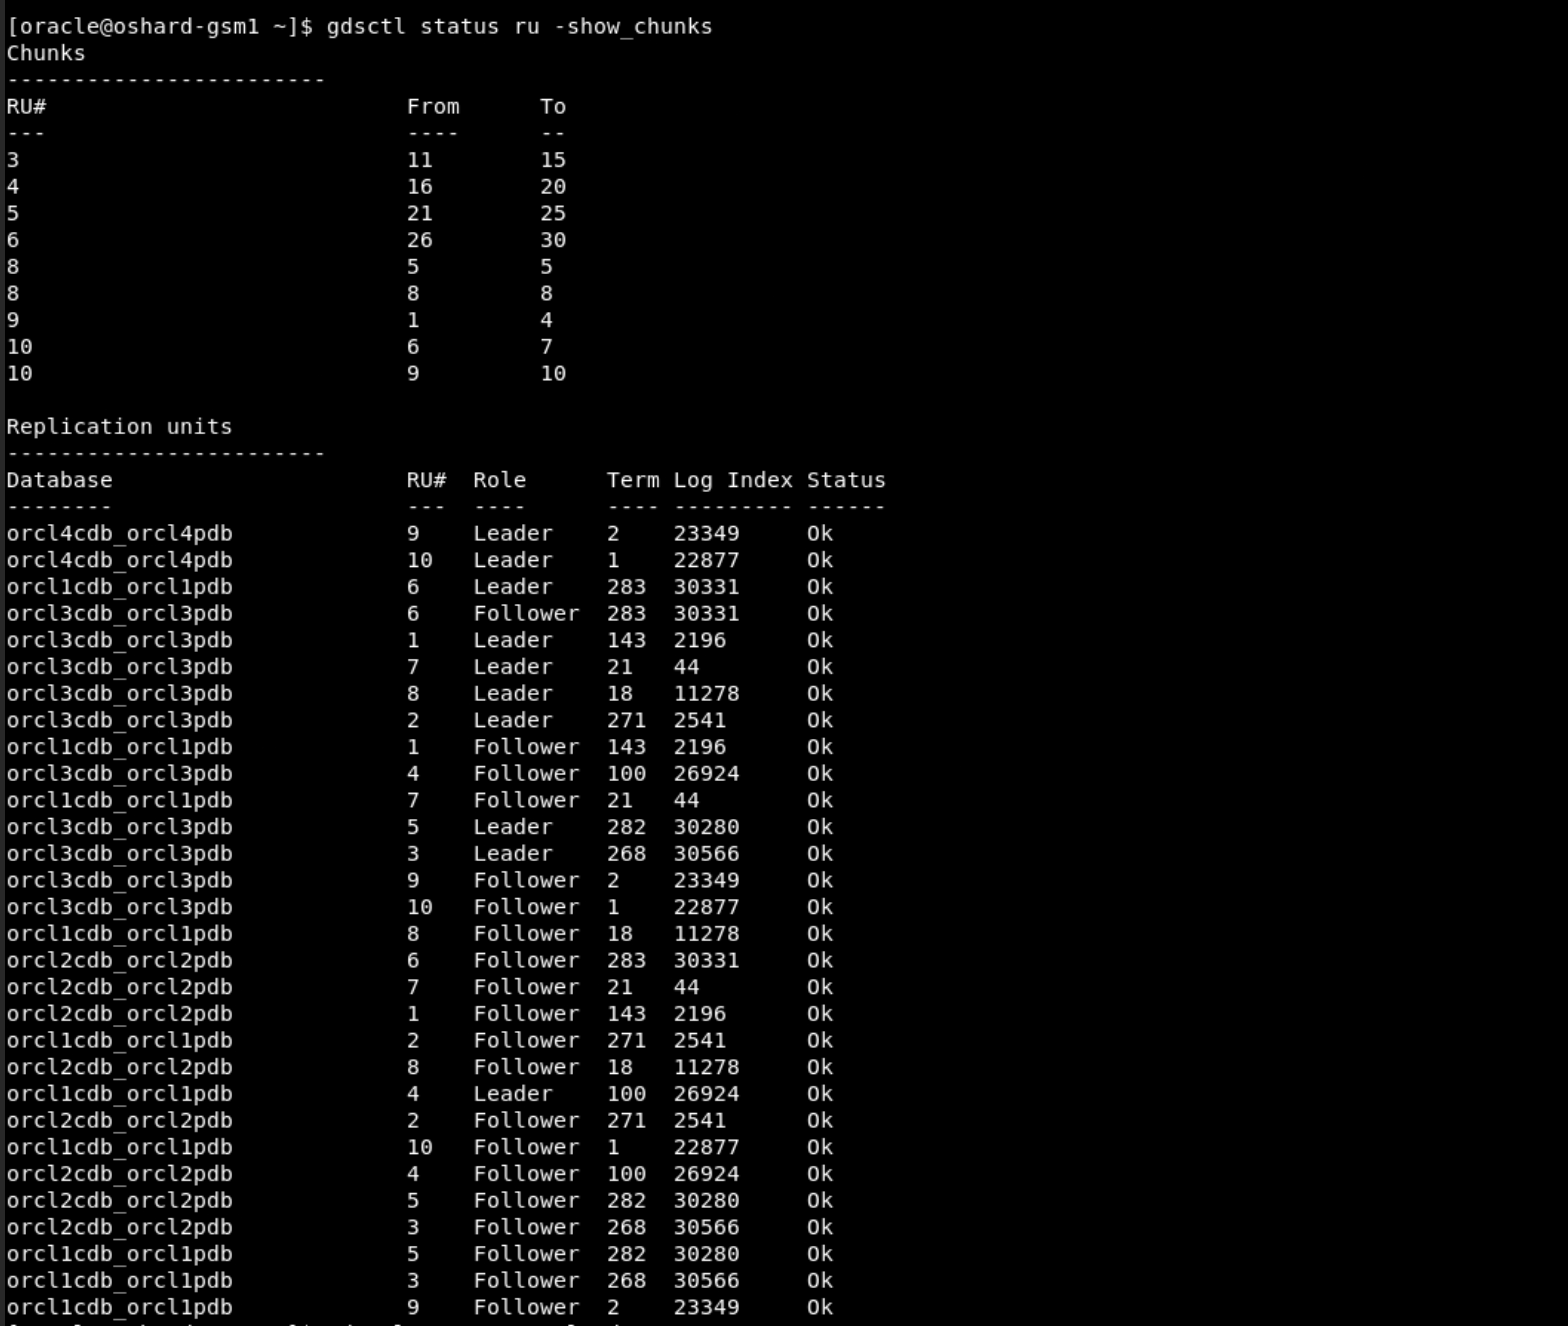 [oracle@oshard-gsm1 ~]$ gdsctl status ru -show_chunks
Chunks
------------------------
RU#                           From      To
---                           ----      --
3                             11        15
4                             16        20
5                             21        25
6                             26        30
8                             5         5
8                             8         8
9                             1         4
10                            6         7
10                            9         10

Replication units
------------------------
Database                      RU#  Role      Term Log Index Status
--------                      ---  ----      ---- --------- ------
orcl4cdb_orcl4pdb             9    Leader    2    23349     Ok
orcl4cdb_orcl4pdb             10   Leader    1    22877     Ok
orcl1cdb_orcl1pdb             6    Leader    283  30331     Ok
orcl3cdb_orcl3pdb             6    Follower  283  30331     Ok
orcl3cdb_orcl3pdb             1    Leader    143  2196      Ok
orcl3cdb_orcl3pdb             7    Leader    21   44        Ok
orcl3cdb_orcl3pdb             8    Leader    18   11278     Ok
orcl3cdb_orcl3pdb             2    Leader    271  2541      Ok
orcl1cdb_orcl1pdb             1    Follower  143  2196      Ok
orcl3cdb_orcl3pdb             4    Follower  100  26924     Ok
orcl1cdb_orcl1pdb             7    Follower  21   44        Ok
orcl3cdb_orcl3pdb             5    Leader    282  30280     Ok
orcl3cdb_orcl3pdb             3    Leader    268  30566     Ok
orcl3cdb_orcl3pdb             9    Follower  2    23349     Ok
orcl3cdb_orcl3pdb             10   Follower  1    22877     Ok
orcl1cdb_orcl1pdb             8    Follower  18   11278     Ok
orcl2cdb_orcl2pdb             6    Follower  283  30331     Ok
orcl2cdb_orcl2pdb             7    Follower  21   44        Ok
orcl2cdb_orcl2pdb             1    Follower  143  2196      Ok
orcl1cdb_orcl1pdb             2    Follower  271  2541      Ok
orcl2cdb_orcl2pdb             8    Follower  18   11278     Ok
orcl1cdb_orcl1pdb             4    Leader    100  26924     Ok
orcl2cdb_orcl2pdb             2    Follower  271  2541      Ok
orcl1cdb_orcl1pdb             10   Follower  1    22877     Ok
orcl2cdb_orcl2pdb             4    Follower  100  26924     Ok
orcl2cdb_orcl2pdb             5    Follower  282  30280     Ok
orcl2cdb_orcl2pdb             3    Follower  268  30566     Ok
orcl1cdb_orcl1pdb             5    Follower  282  30280     Ok
orcl1cdb_orcl1pdb             3    Follower  268  30566     Ok
orcl1cdb_orcl1pdb             9    Follower  2    23349     Ok